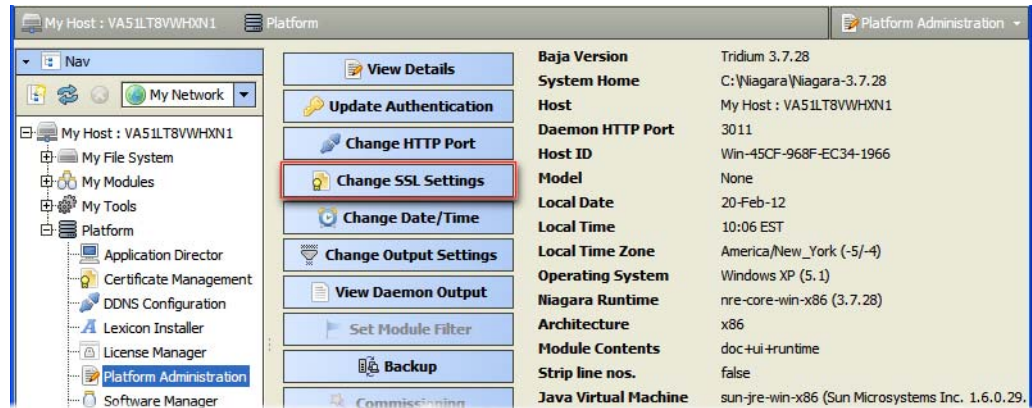 My Host : VA51LT8VWHXN1 Platform Platform Administration
Nav
My Network
My Host : VA51LT8VWHXN1
My File System
My Modules
My Tools
Platform
Application Director
Certificate Management
DDNS Configuration
Lexicon Installer
License Manager
Platform Administration
Software Manager
View Details
Update Authentication
Change HTTP Port
Change SSL Settings
Change Date/Time
Change Output Settings
View Daemon Output
Set Module Filter
Backup
Commissioning
Baja Version Tridium 3.7.28
System Home C:\Niagara\Niagara-3.7.28
Host My Host : VA51LT8VWHXN1
Daemon HTTP Port 3011
Host ID Win-45CF-968F-EC34-1966
Model None
Local Date 20-Feb-12
Local Time 10:06 EST
Local Time Zone America/New_York (-5/-4)
Operating System Windows XP (5.1)
Niagara Runtime nre-core-win-x86 (3.7.28)
Architecture x86
Module Contents doc+ui+runtime
Strip line nos. false
Java Virtual Machine sun-jre-win-x86 (Sun Microsystems Inc. 1.6.0.29.